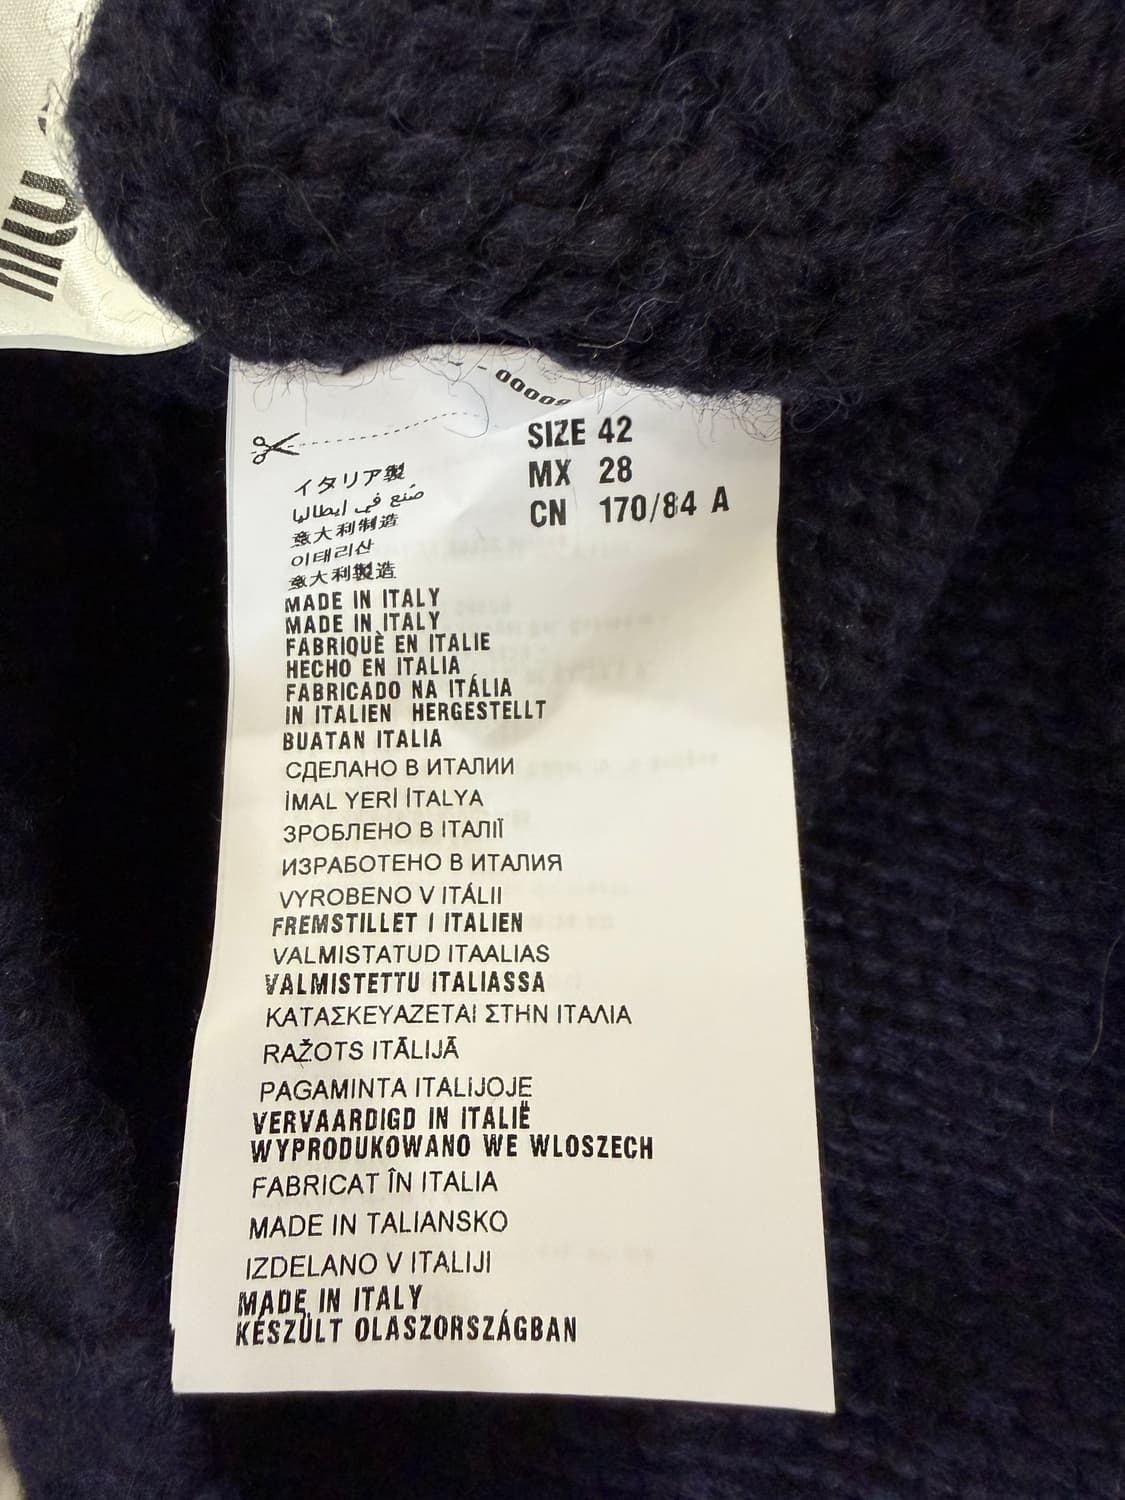 miu
00009
SIZE 42
MX 28
CN 170/84 A
イタリア製
صنع في ايطاليا
意大利制造
이태리산
意大利製造
MADE IN ITALY
MADE IN ITALY
FABRIQUÈ EN ITALIE
HECHO EN ITALIA
FABRICADO NA ITÁLIA
IN ITALIEN HERGESTELLT
BUATAN ITALIA
СДЕЛАНО В ИТАЛИИ
İMAL YERİ İTALYA
ЗРОБЛЕНО В ІТАЛІЇ
ИЗРАБОТЕНО В ИТАЛИЯ
VYROBENO V ITÁLII
FREMSTILLET I ITALIEN
VALMISTATUD ITAALIAS
VALMISTETTU ITALIASSA
ΚΑΤΑΣΚΕΥΑΖΕΤΑΙ ΣΤΗΝ ΙΤΑΛΙΑ
RAŽOTS ITĀLIJĀ
PAGAMINTA ITALIJOJE
VERVAARDIGD IN ITALIË
WYPRODUKOWANO WE WLOSZECH
FABRICAT ÎN ITALIA
MADE IN TALIANSKO
IZDELANO V ITALIJI
MADE IN ITALY
KÉSZÜLT OLASZORSZÁGBAN